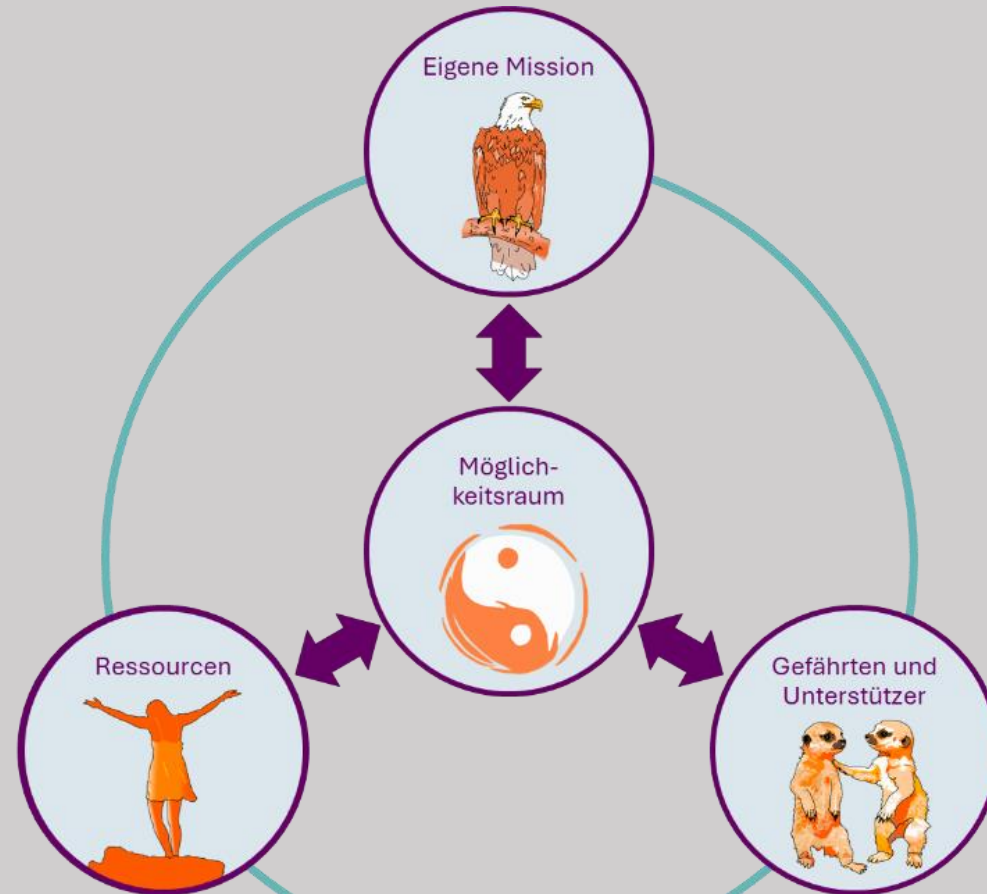 Eigene Mission
Möglich-
keitsraum
Ressourcen
Gefährten und
Unterstützer